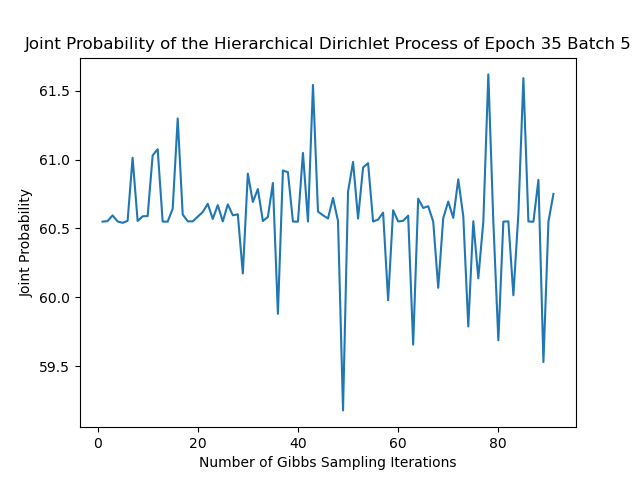 Joint Probability of the Hierarchical Dirichlet Process of Epoch 35 Batch 5
61.5
61.0
60.5
60.0
59.5
Joint Probability
0 20 40 60 80
Number of Gibbs Sampling Iterations